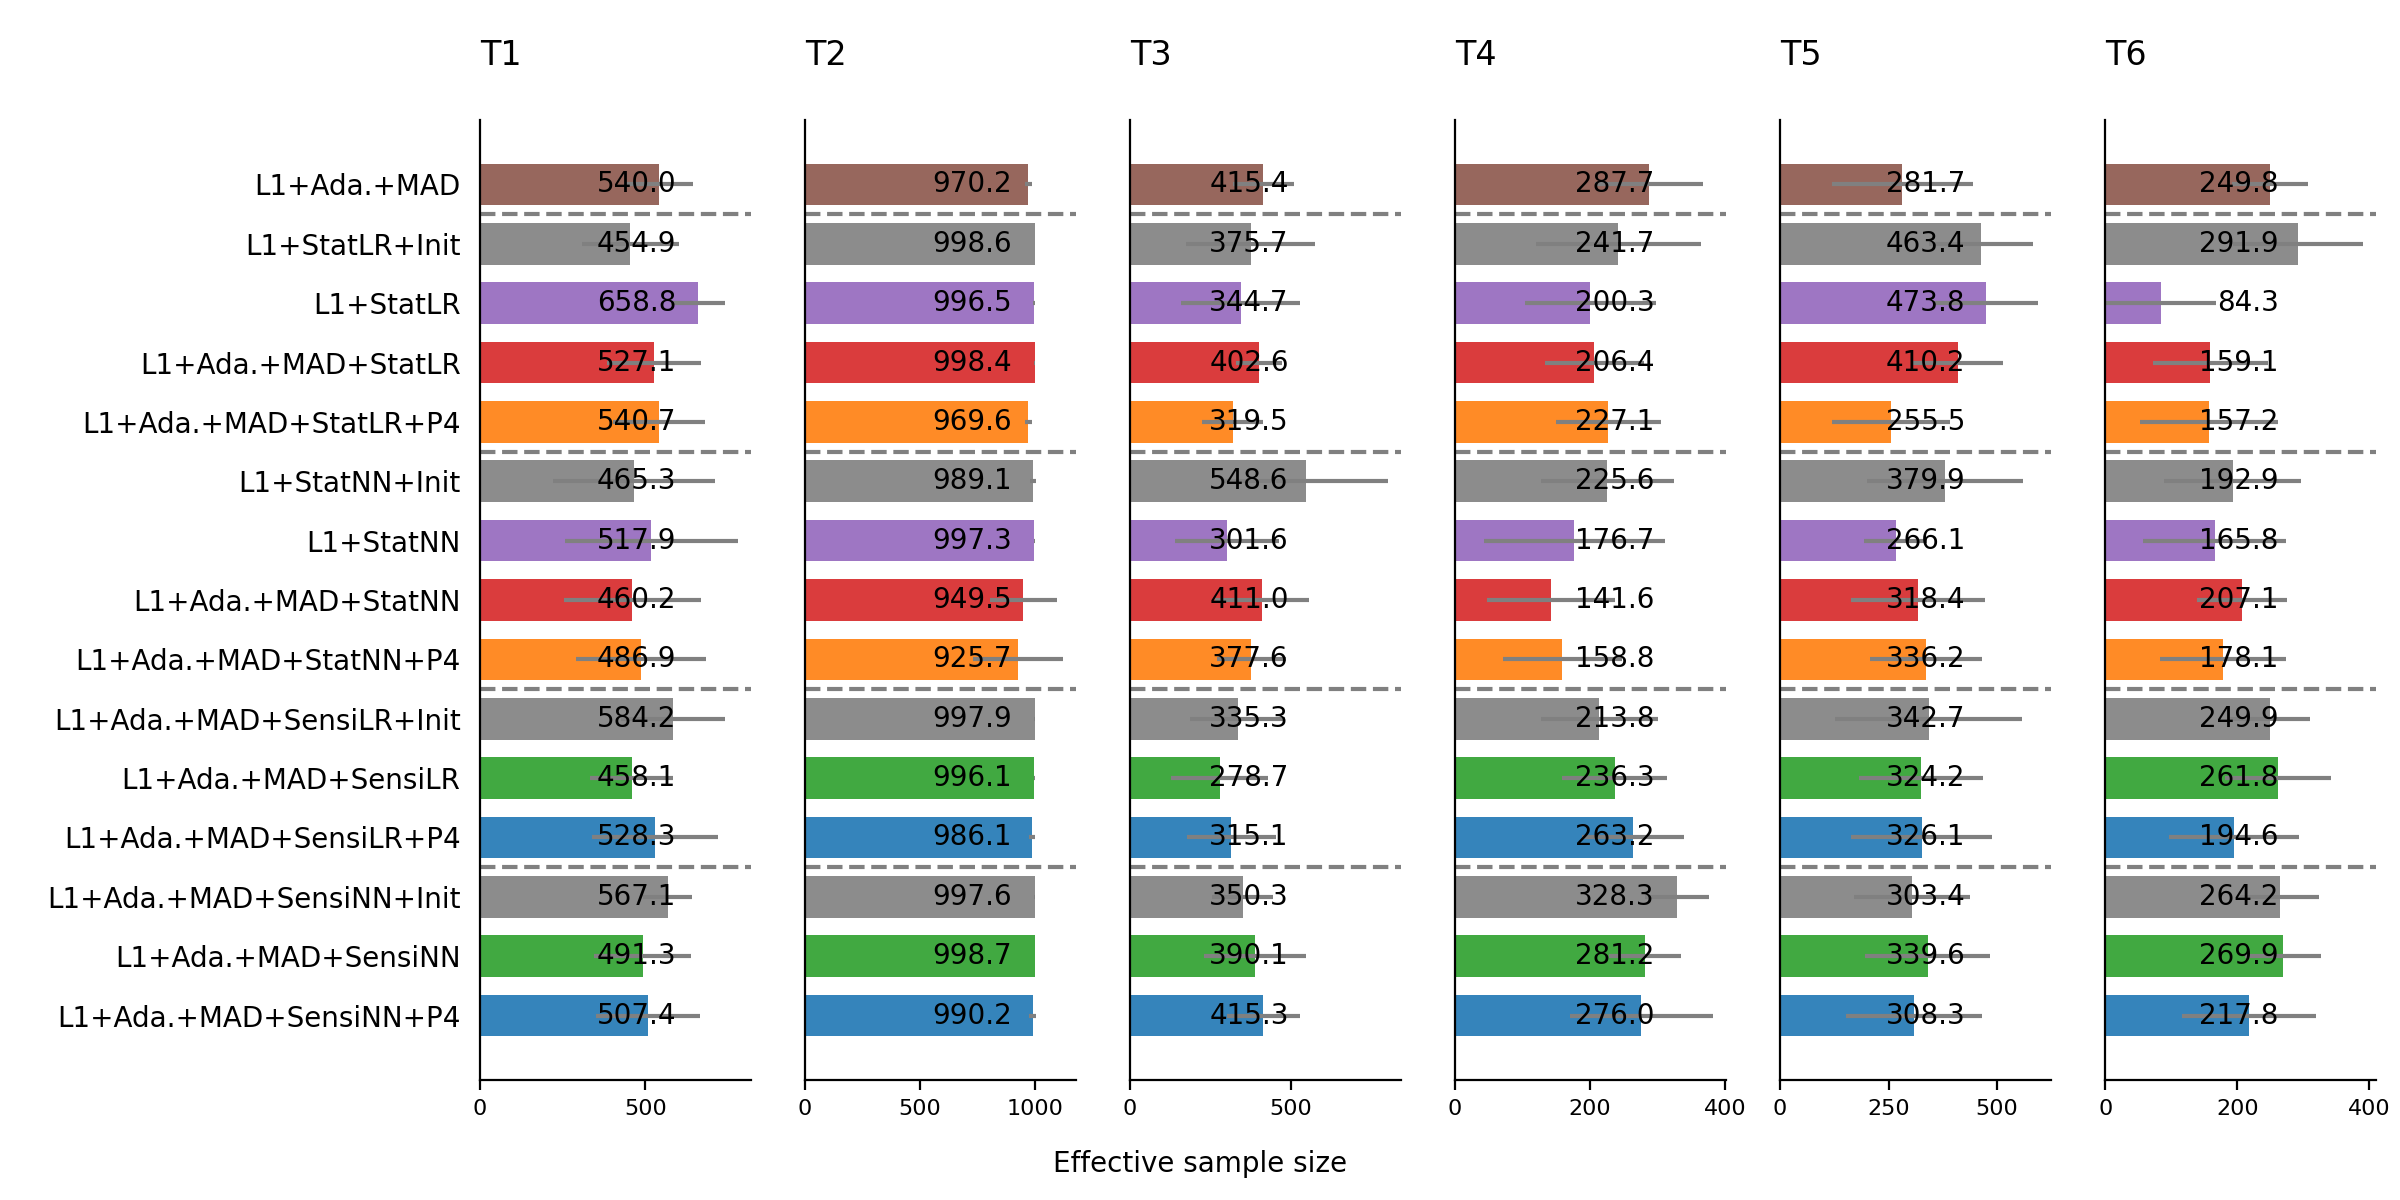 T1 T2 T3 T4 T5 T6
L1+Ada.+MAD 540.0 970.2 415.4 287.7 281.7 249.8
L1+StatLR+Init 454.9 998.6 375.7 241.7 463.4 291.9
L1+StatLR 658.8 996.5 344.7 200.3 473.8 84.3
L1+Ada.+MAD+StatLR 527.1 998.4 402.6 206.4 410.2 159.1
L1+Ada.+MAD+StatLR+P4 540.7 969.6 319.5 227.1 255.5 157.2
L1+StatNN+Init 465.3 989.1 548.6 225.6 379.9 192.9
L1+StatNN 517.9 997.3 301.6 176.7 266.1 165.8
L1+Ada.+MAD+StatNN 460.2 949.5 411.0 141.6 318.4 207.1
L1+Ada.+MAD+StatNN+P4 486.9 925.7 377.6 158.8 336.2 178.1
L1+Ada.+MAD+SensiLR+Init 584.2 997.9 335.3 213.8 342.7 249.9
L1+Ada.+MAD+SensiLR 458.1 996.1 278.7 236.3 324.2 261.8
L1+Ada.+MAD+SensiLR+P4 528.3 986.1 315.1 263.2 326.1 194.6
L1+Ada.+MAD+SensiNN+Init 567.1 997.6 350.3 328.3 303.4 264.2
L1+Ada.+MAD+SensiNN 491.3 998.7 390.1 281.2 339.6 269.9
L1+Ada.+MAD+SensiNN+P4 507.4 990.2 415.3 276.0 308.3 217.8
0 500 0 500 1000 0 500 0 200 400 0 250 500 0 200 400
Effective sample size